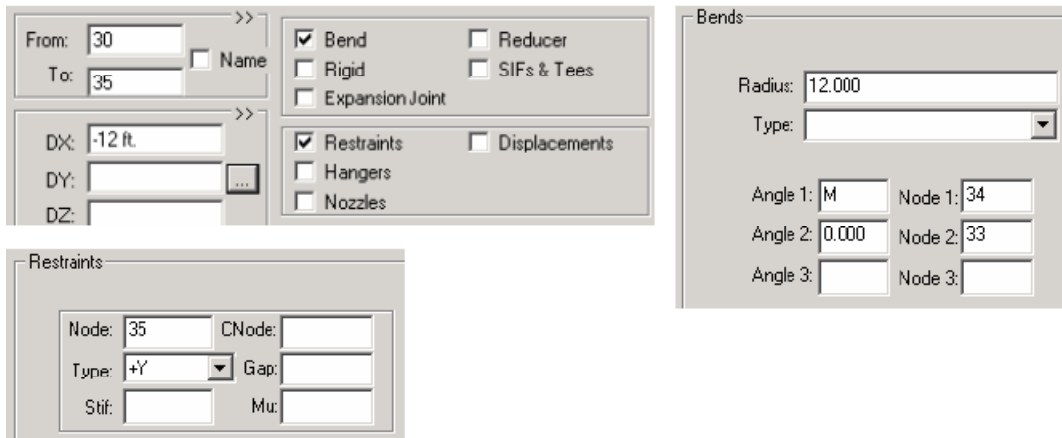 >>
From: 30
Name
To: 35
>>
DX: -12 ft.
DY:
...
DZ:
Bend
Reducer
Rigid
SIFs & Tees
Expansion Joint
Restraints
Displacements
Hangers
Nozzles
Bends
Radius: 12.000
Type:
Angle 1: M Node 1: 34
Angle 2: 0.000 Node 2: 33
Angle 3: Node 3:
Restraints
Node: 35 CNode:
Type: +Y Gap:
Stif: Mu: